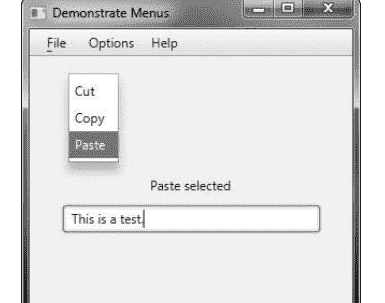 Demonstrate Menus
File Options Help
Cut
Copy
Paste
Paste selected
This is a test.